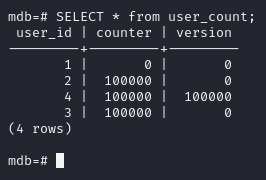 mdb=# SELECT * from user_count;
 user_id | counter | version
---------+---------+---------
       1 |       0 |       0
       2 |  100000 |       0
       4 |  100000 |  100000
       3 |  100000 |       0
(4 rows)
mdb=#